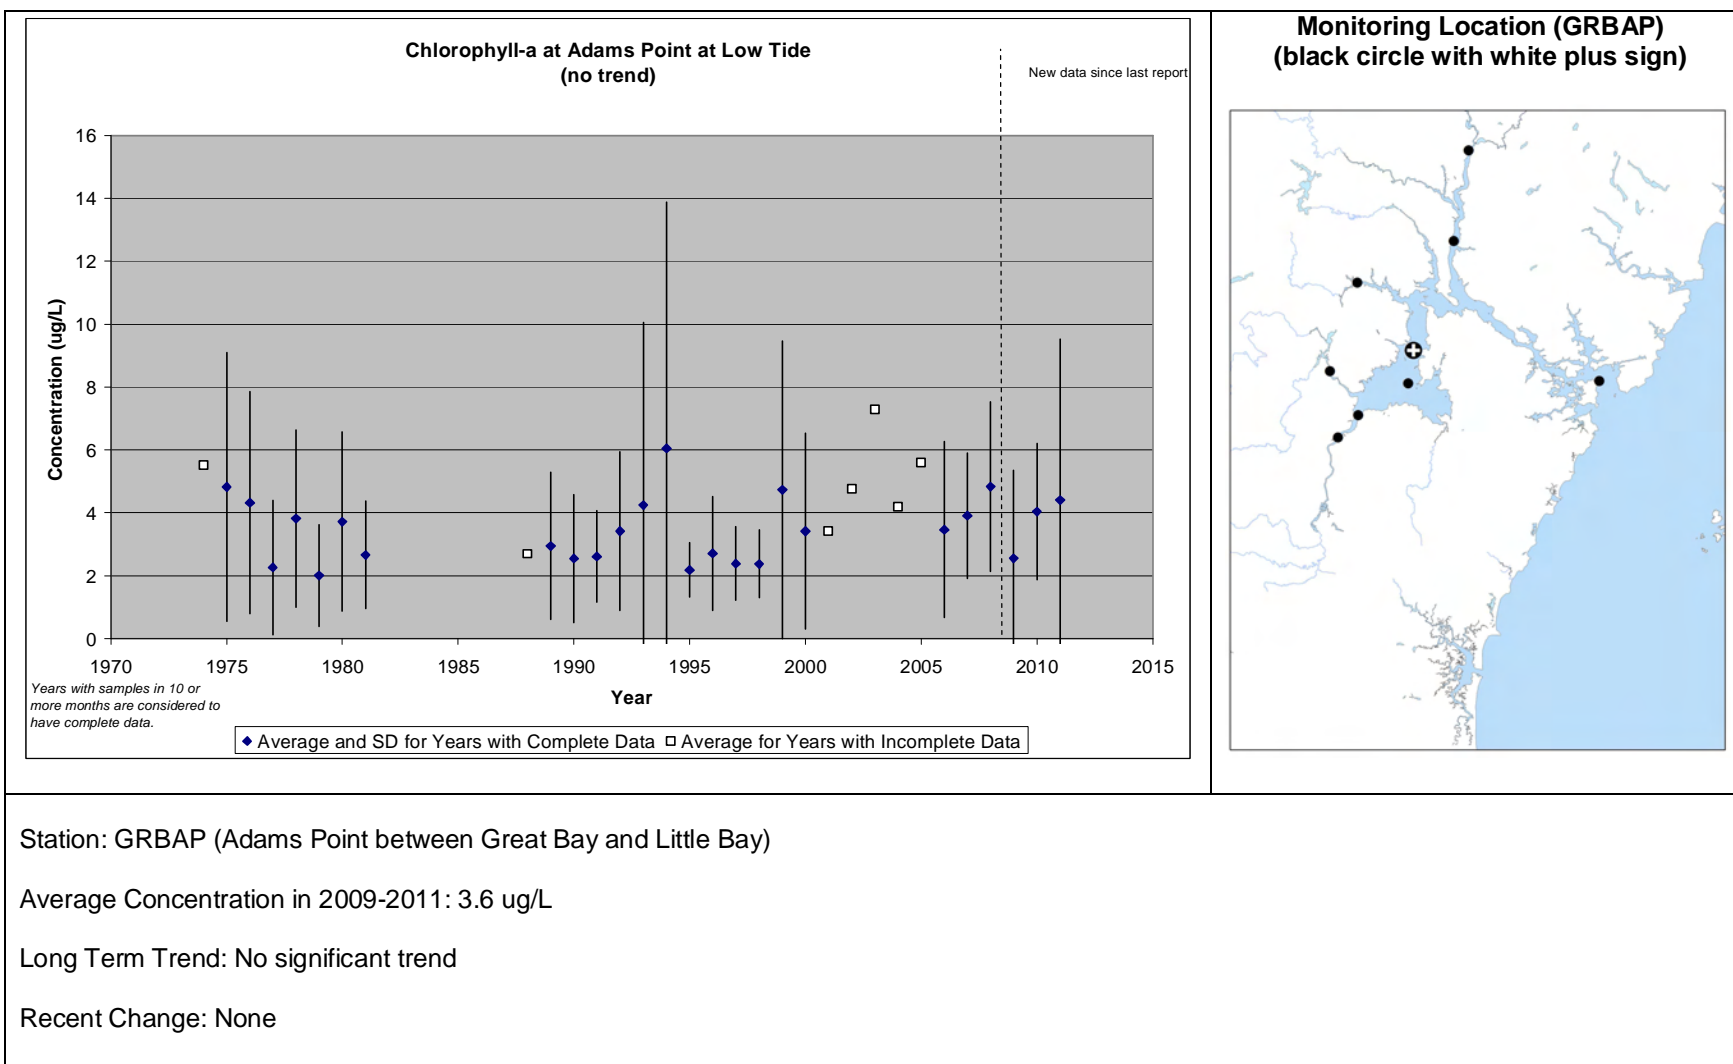 Chlorophyll-a at Adams Point at Low Tide
(no trend)
New data since last report
16
14
12
10
8
6
4
2
0
Concentration (ug/L)
1970 1975 1980 1985 1990 1995 2000 2005 2010 2015
Year
Years with samples in 10 or
more months are considered to
have complete data.
Average and SD for Years with Complete Data Average for Years with Incomplete Data
Monitoring Location (GRBAP)
(black circle with white plus sign)
Station: GRBAP (Adams Point between Great Bay and Little Bay)
Average Concentration in 2009-2011: 3.6 ug/L
Long Term Trend: No significant trend
Recent Change: None